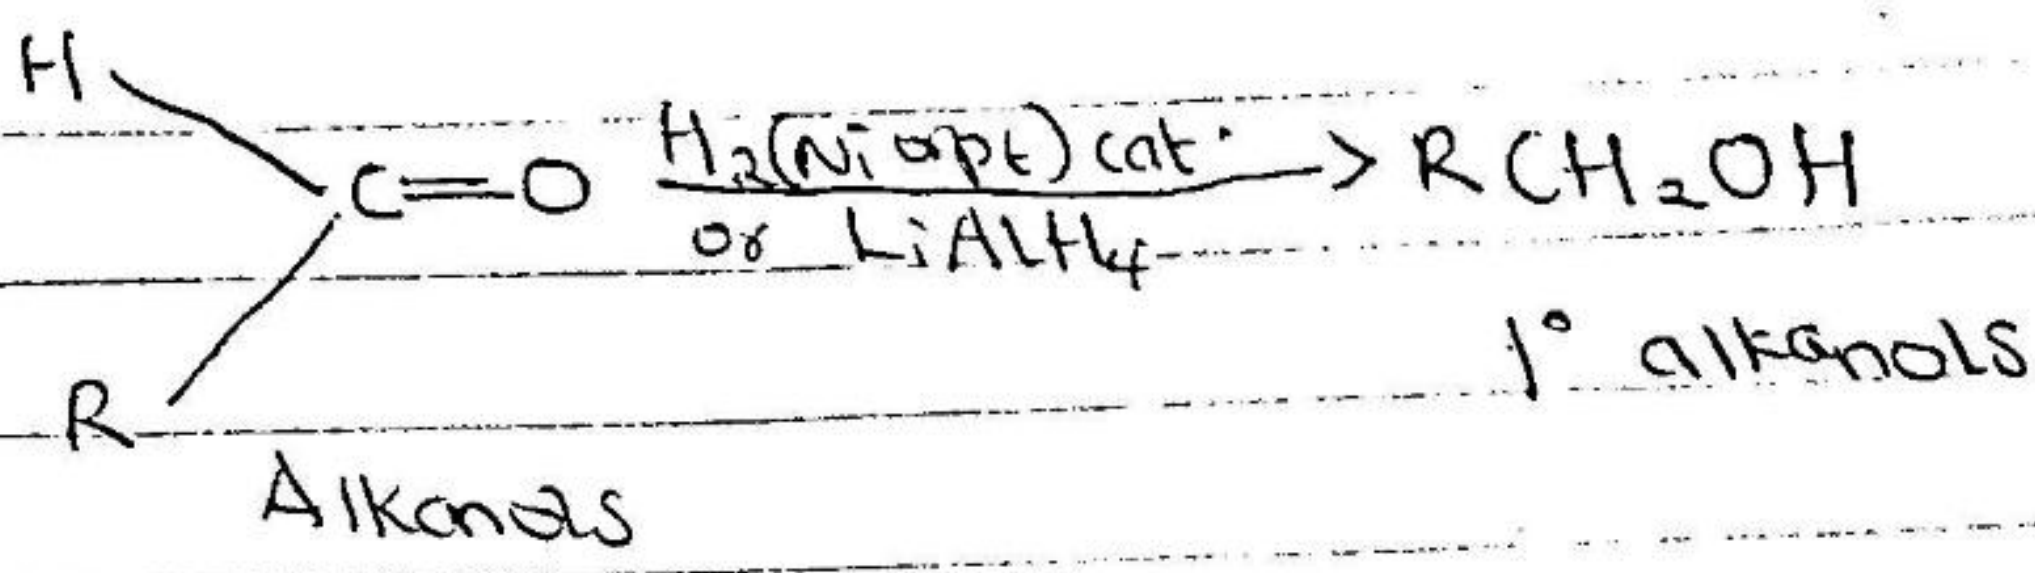 H
C=O H₂(Ni or pt) cat. → RCH₂OH
or LiAlH₄
1° alkanols
R
Alkanals